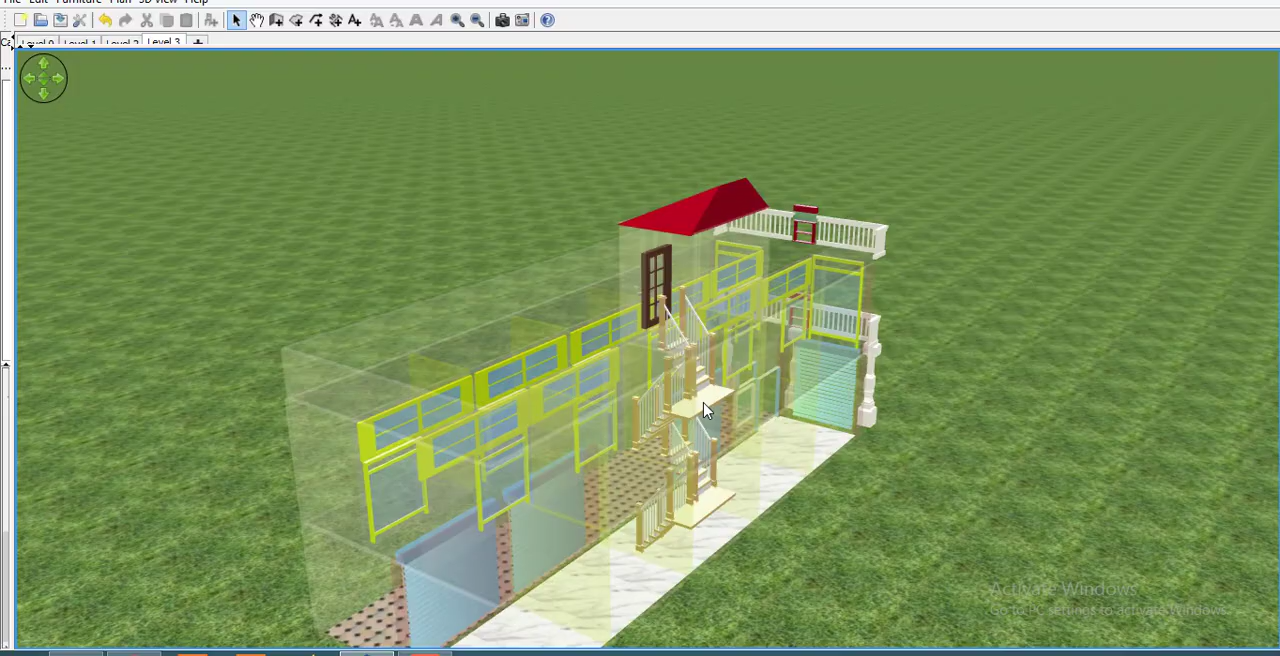 File Edit Furniture Plan 3D view Help
Level 0 Level 1 Level 2 Level 3
Activate Windows
Go to PC settings to activate Windows.